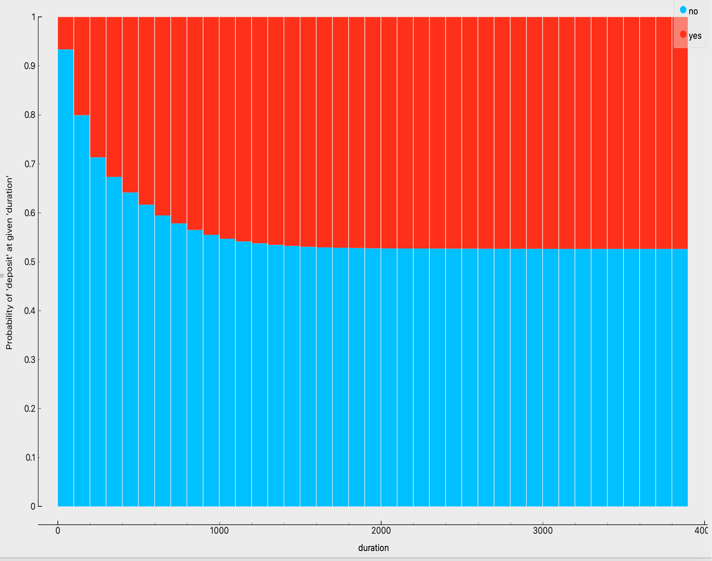 no
yes
1
0.9
0.8
0.7
0.6
0.5
0.4
0.3
0.2
0.1
0
Probability of 'deposit' at given 'duration'
0 1000 2000 3000 400
duration